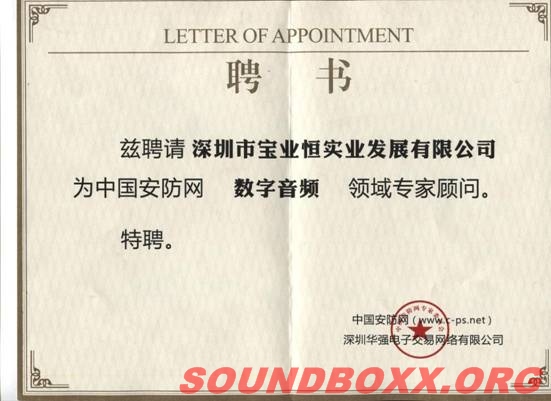 LETTER OF APPOINTMENT
聘 书
兹聘请 深圳市宝业恒实业发展有限公司
为中国安防网 数字音频 领域专家顾问。
特聘。
中国安防网（www.c-ps.net）
深圳华强电子交易网络有限公司
SOUNDBOXX.ORG